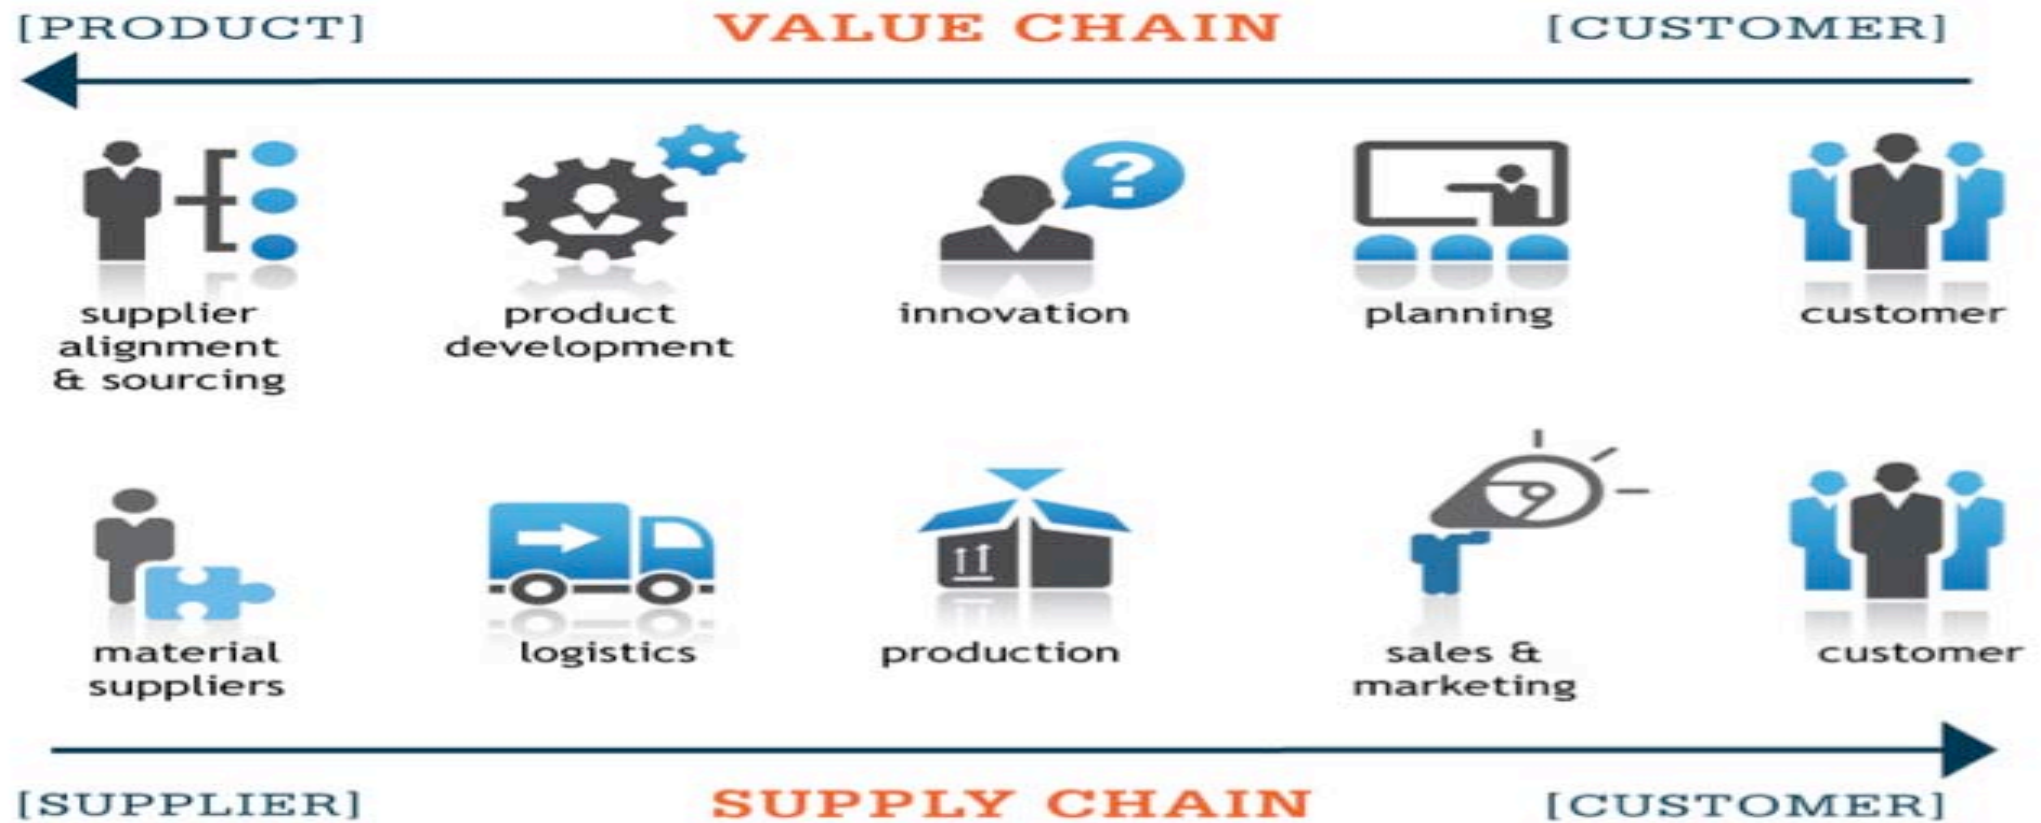 [PRODUCT] VALUE CHAIN [CUSTOMER]
supplier alignment & sourcing
product development
innovation
planning
customer
material suppliers
logistics
production
sales & marketing
customer
[SUPPLIER] SUPPLY CHAIN [CUSTOMER]